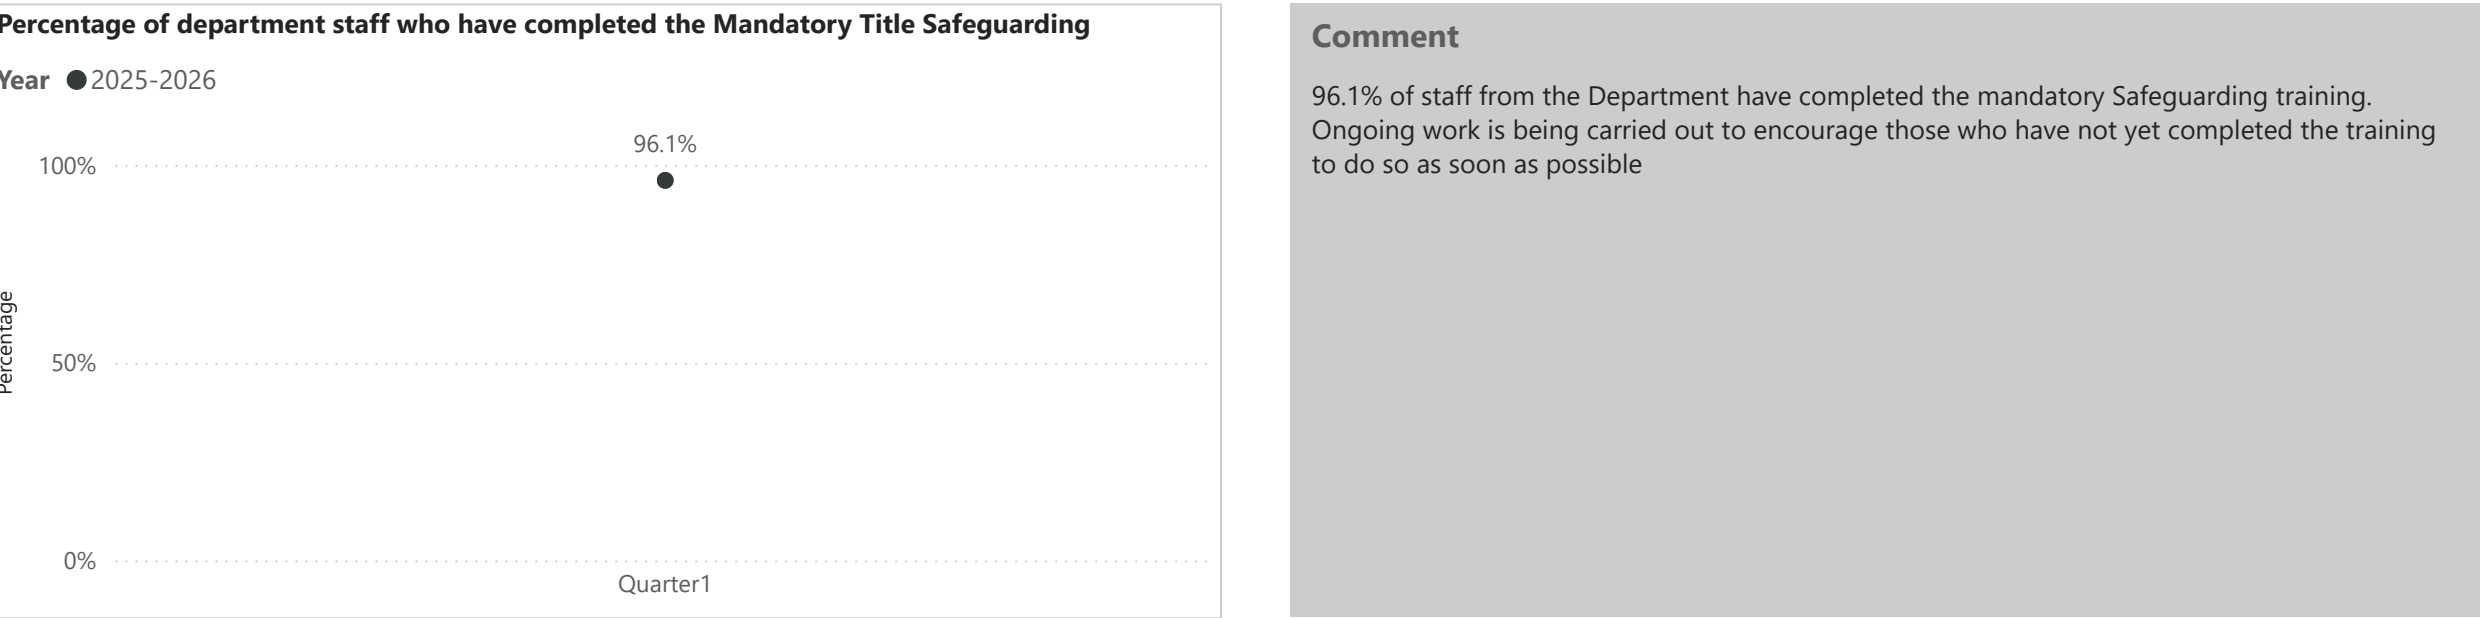 Percentage of department staff who have completed the Mandatory Title Safeguarding
Year 2025-2026
96.1%
100%
50%
0%
Percentage
Quarter1
Comment
96.1% of staff from the Department have completed the mandatory Safeguarding training.
Ongoing work is being carried out to encourage those who have not yet completed the training
to do so as soon as possible